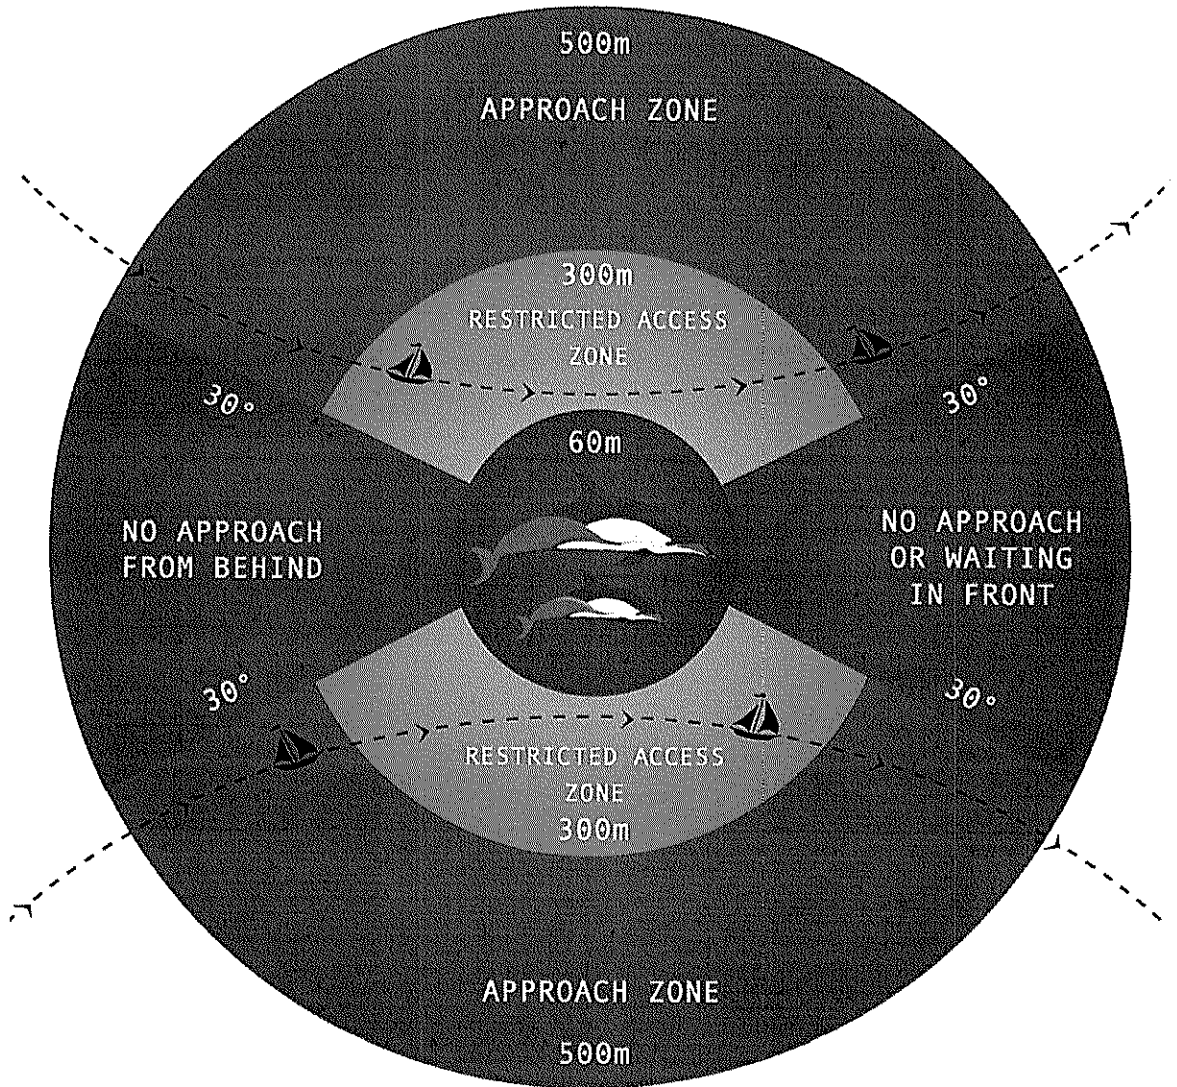 500m
APPROACH ZONE
300m
RESTRICTED ACCESS
ZONE
30°
30°
60m
NO APPROACH
FROM BEHIND
NO APPROACH
OR WAITING
IN FRONT
30°
30°
RESTRICTED ACCESS
ZONE
300m
APPROACH ZONE
500m